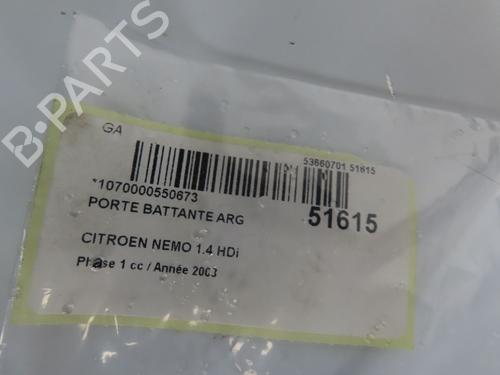 B-PARTS
GA
53660701 51615
*1070000550673
PORTE BATTANTE ARG
51615
CITROEN NEMO 1.4 HDi
Phase 1 cc / Année 2003